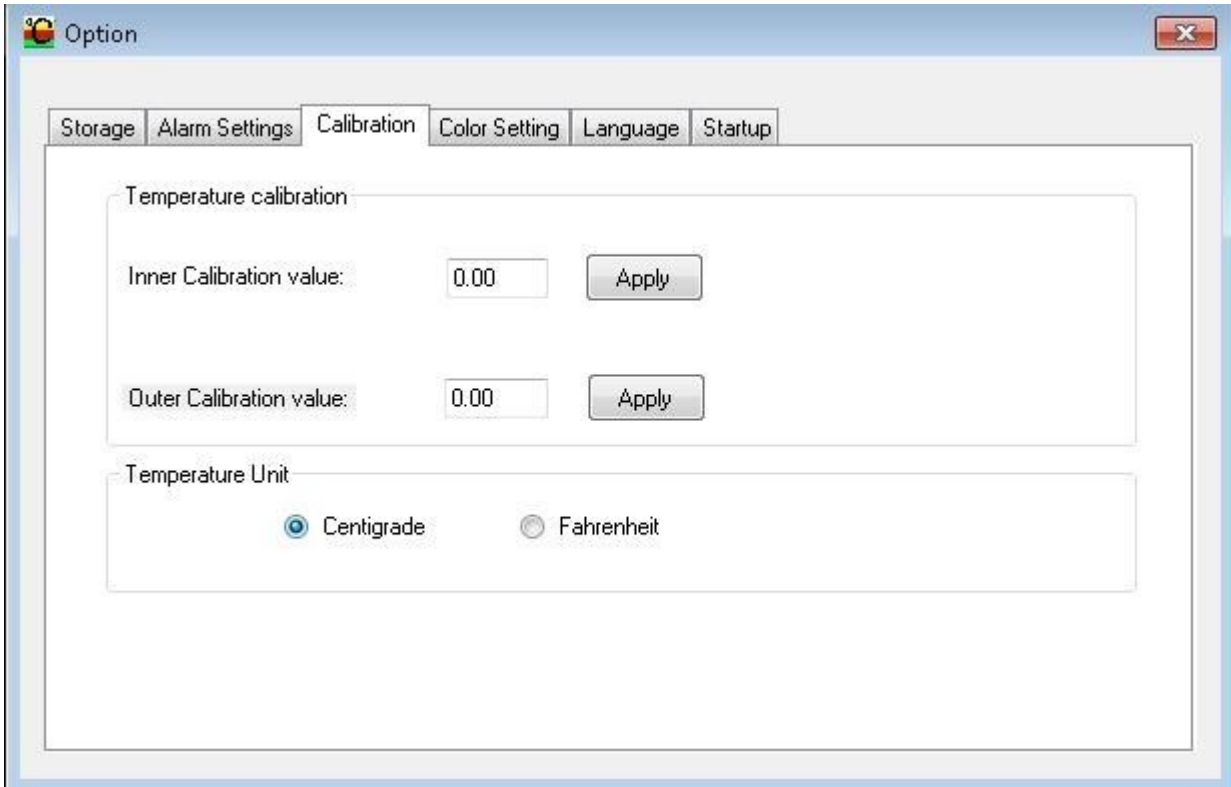 Option
Storage Alarm Settings Calibration Color Setting Language Startup
Temperature calibration
Inner Calibration value: 0.00 Apply
Outer Calibration value: 0.00 Apply
Temperature Unit
Centigrade Fahrenheit